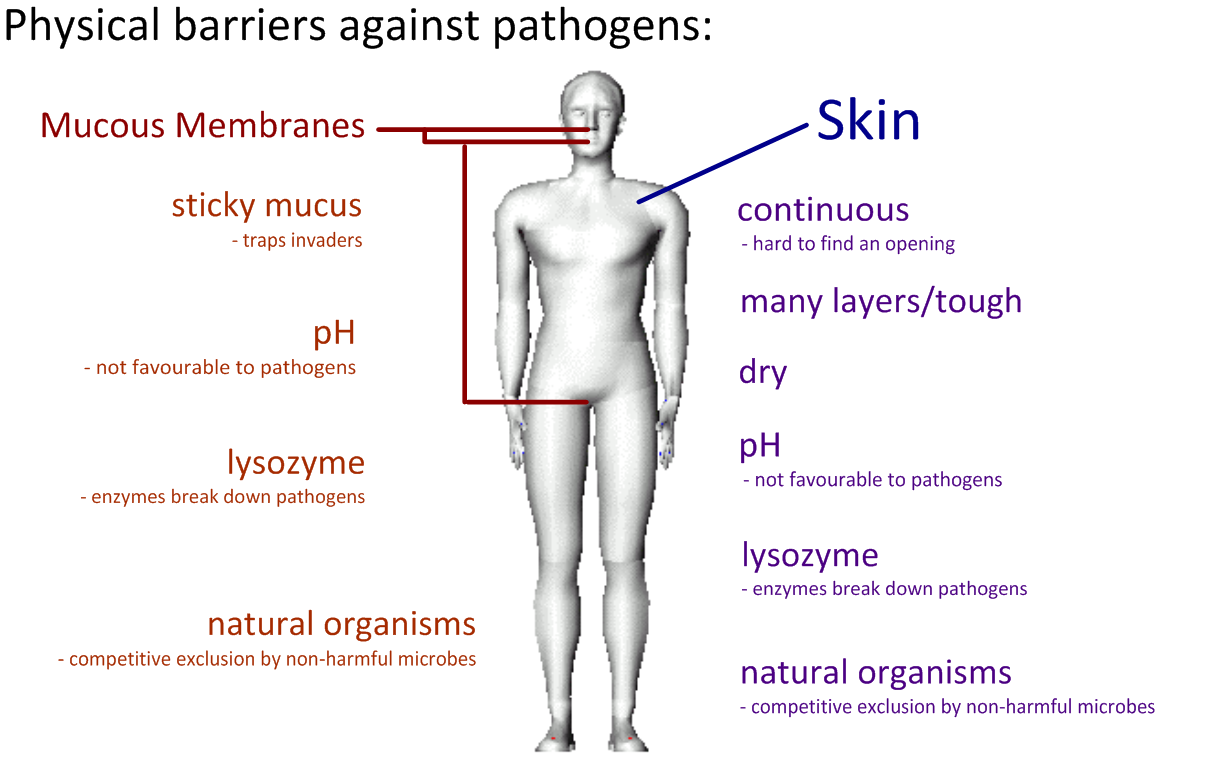 Physical barriers against pathogens:
Mucous Membranes
sticky mucus
- traps invaders
pH
- not favourable to pathogens
lysozyme
- enzymes break down pathogens
natural organisms
- competitive exclusion by non-harmful microbes
Skin
continuous
- hard to find an opening
many layers/tough
dry
pH
- not favourable to pathogens
lysozyme
- enzymes break down pathogens
natural organisms
- competitive exclusion by non-harmful microbes